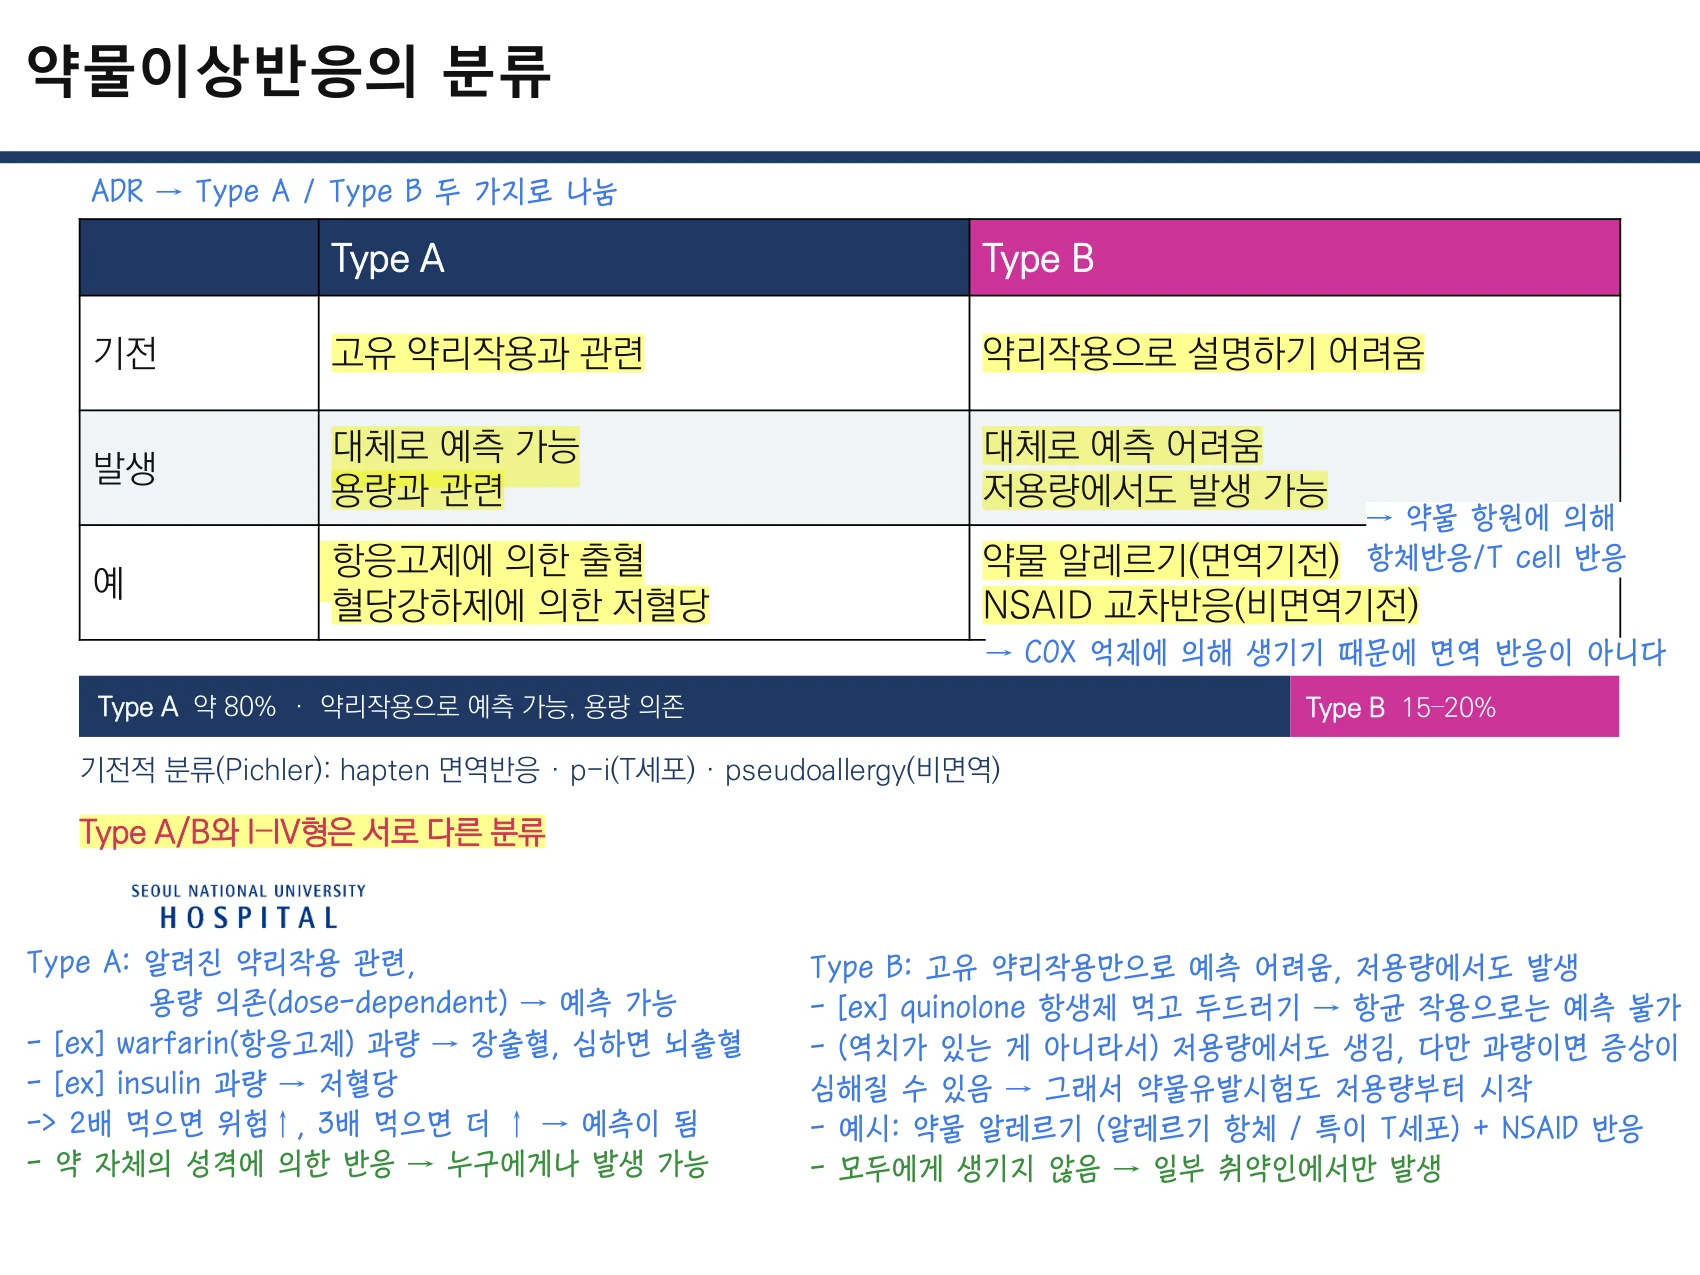 약물이상반응의 분류
ADR → Type A / Type B 두 가지로 나눔
Type A
Type B
기전
고유 약리작용과 관련
약리작용으로 설명하기 어려움
발생
대체로 예측 가능
용량과 관련
대체로 예측 어려움
저용량에서도 발생 가능
→ 약물 항원에 의해
항체반응/T cell 반응
예
항응고제에 의한 출혈
혈당강하제에 의한 저혈당
약물 알레르기(면역기전)
NSAID 교차반응(비면역기전)
→ COX 억제에 의해 생기기 때문에 면역 반응이 아니다
Type A 약 80% · 약리작용으로 예측 가능, 용량 의존
Type B 15–20%
기전적 분류(Pichler): hapten 면역반응 · p-i(T세포) · pseudoallergy(비면역)
Type A/B와 I–IV형은 서로 다른 분류
SEOUL NATIONAL UNIVERSITY
HOSPITAL
Type A: 알려진 약리작용 관련,
용량 의존(dose-dependent) → 예측 가능
- [ex] warfarin(항응고제) 과량 → 장출혈, 심하면 뇌출혈
- [ex] insulin 과량 → 저혈당
-> 2배 먹으면 위험↑, 3배 먹으면 더 ↑ → 예측이 됨
- 약 자체의 성격에 의한 반응 → 누구에게나 발생 가능
Type B: 고유 약리작용만으로 예측 어려움, 저용량에서도 발생
- [ex] quinolone 항생제 먹고 두드러기 → 항균 작용으로는 예측 불가
- (역치가 있는 게 아니라서) 저용량에서도 생김, 다만 과량이면 증상이
심해질 수 있음 → 그래서 약물유발시험도 저용량부터 시작
- 예시: 약물 알레르기 (알레르기 항체 / 특이 T세포) + NSAID 반응
- 모두에게 생기지 않음 → 일부 취약인에서만 발생